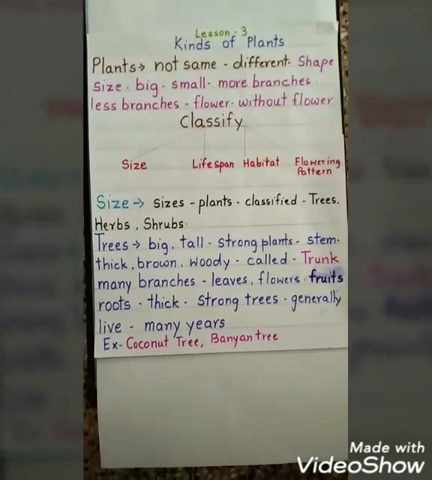 Lesson - 3
Kinds of Plants
Plants → not same - different - Shape
Size - big - small - more branches -
less branches - flower - without flower
Classify
Size Lifespan Habitat Flowering Pattern
Size → sizes - plants - classified - Trees,
Herbs, Shrubs
Trees → big, tall - strong plants - stem -
thick, brown, woody - called - Trunk
many branches - leaves, flowers, fruits
roots - thick - strong trees - generally
live - many years
Ex- Coconut Tree, Banyan tree
Made with
VideoShow